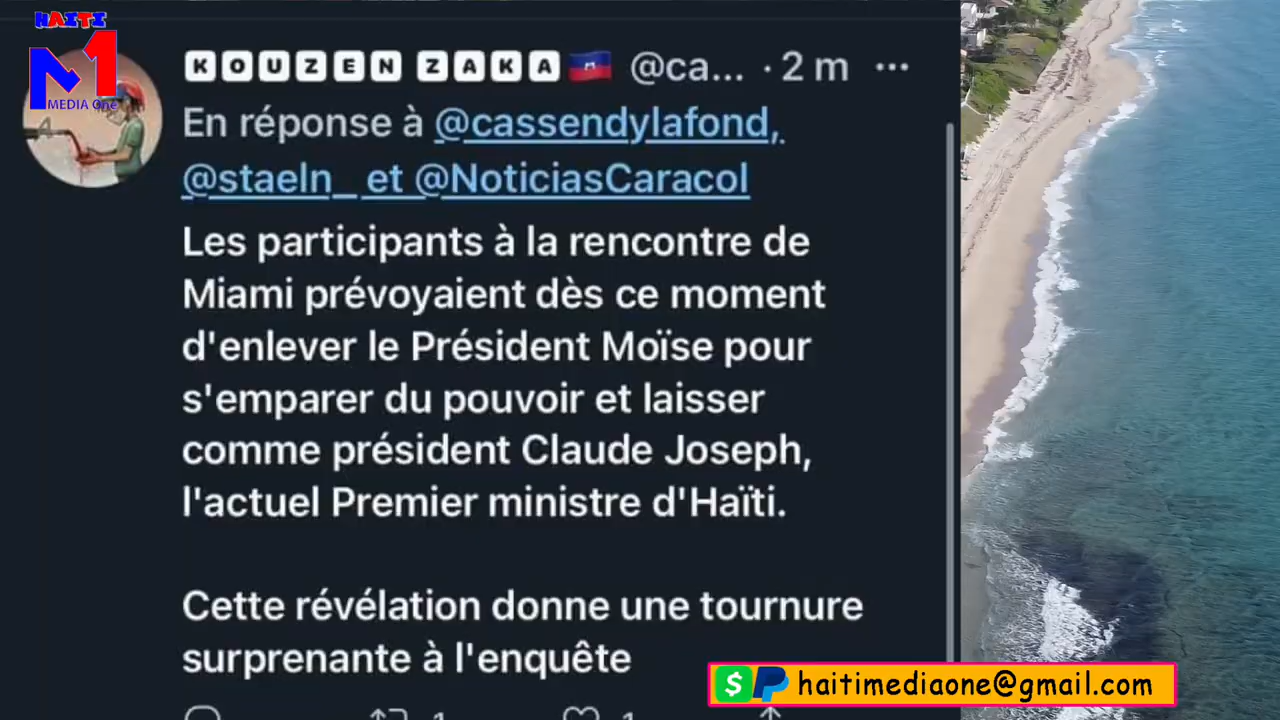 HAITI
M1
MEDIA One
KOUZEN ZAKA @ca... · 2 m ...
En réponse à @cassendylafond,
@staeln_ et @NoticiasCaracol
Les participants à la rencontre de
Miami prévoyaient dès ce moment
d'enlever le Président Moïse pour
s'emparer du pouvoir et laisser
comme président Claude Joseph,
l'actuel Premier ministre d'Haïti.
Cette révélation donne une tournure
surprenante à l'enquête
$ P haitimediaone@gmail.com